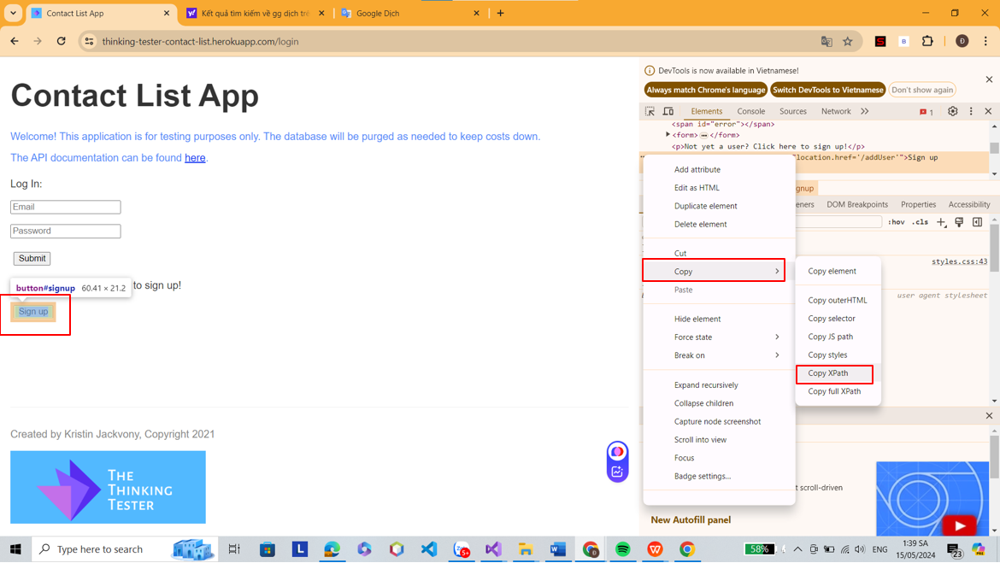 Contact List App
Kết quả tìm kiếm về gg dịch trê
Google Dịch
thinking-tester-contact-list.herokuapp.com/login
S
B
Đ
Contact List App
Welcome! This application is for testing purposes only. The database will be purged as needed to keep costs down.
The API documentation can be found here.
Log In:
Email
Password
Submit
button#signup 60.41 × 21.2
to sign up!
Sign up
Created by Kristin Jackvony, Copyright 2021
THE
THINKING
TESTER
DevTools is now available in Vietnamese!
Always match Chrome's language
Switch DevTools to Vietnamese
Don't show again
Elements Console Sources Network 1
<span id="error"></span>
<form> </form>
<p>Not yet a user? Click here to sign up!</p>
"location.href='/addUser'">Sign up
gnup
eners DOM Breakpoints Properties Accessibility
:hov .cls
styles.css:43
user agent stylesheet
Add attribute
Edit as HTML
Duplicate element
Delete element
Cut
Copy
Paste
Hide element
Force state
Break on
Expand recursively
Collapse children
Capture node screenshot
Scroll into view
Focus
Badge settings...
Copy element
Copy outerHTML
Copy selector
Copy JS path
Copy styles
Copy XPath
Copy full XPath
t scroll-driven
New Autofill panel
Type here to search
L
5+
58%
ENG
1:39 SA
15/05/2024
23